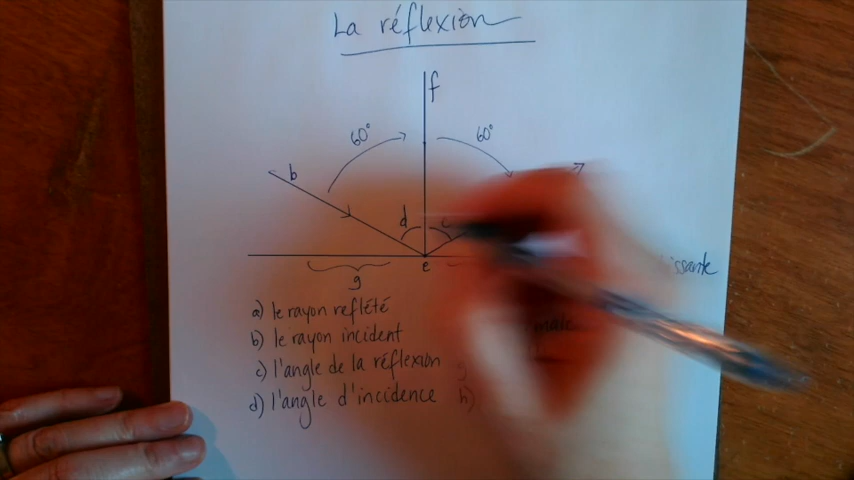 La réflexion
f
60° 60°
b
d c
e
g
a) le rayon reflété
b) le rayon incident
c) l'angle de la réflexion g
d) l'angle d'incidence h)